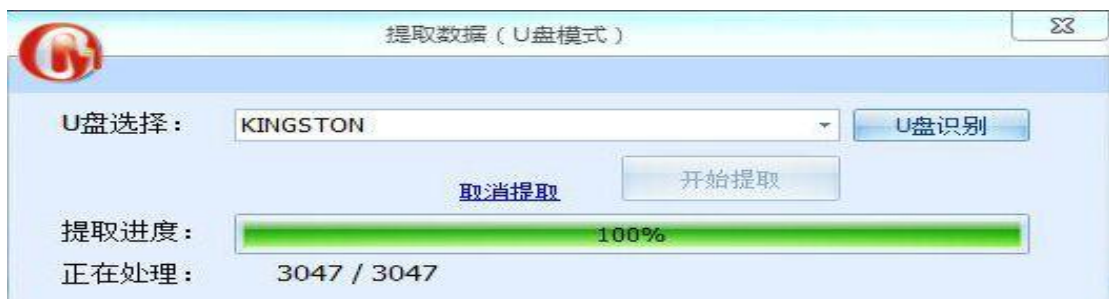 提取数据（U盘模式）
U盘选择： KINGSTON U盘识别
取消提取 开始提取
提取进度： 100%
正在处理： 3047 / 3047